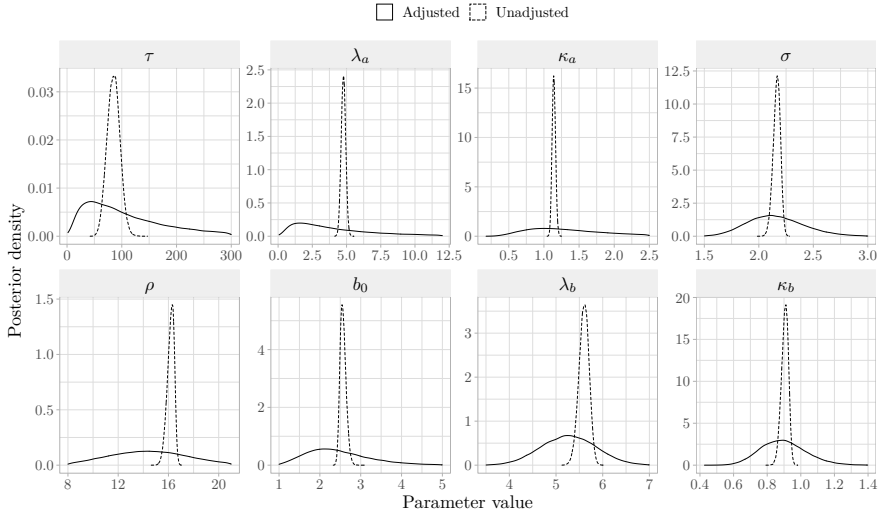 Adjusted Unadjusted
τ λa κa σ
0.00 0.01 0.02 0.03
0 100 200 300
0.0 0.5 1.0 1.5 2.0 2.5
0.0 2.5 5.0 7.5 10.0 12.5
0 5 10 15
0.5 1.0 1.5 2.0 2.5
0.0 2.5 5.0 7.5 10.0 12.5
1.5 2.0 2.5 3.0
ρ b0 λb κb
0.0 0.5 1.0 1.5
8 12 16 20
0 2 4
1 2 3 4 5
0 1 2 3
4 5 6 7
0 5 10 15 20
0.4 0.6 0.8 1.0 1.2 1.4
Posterior density
Parameter value